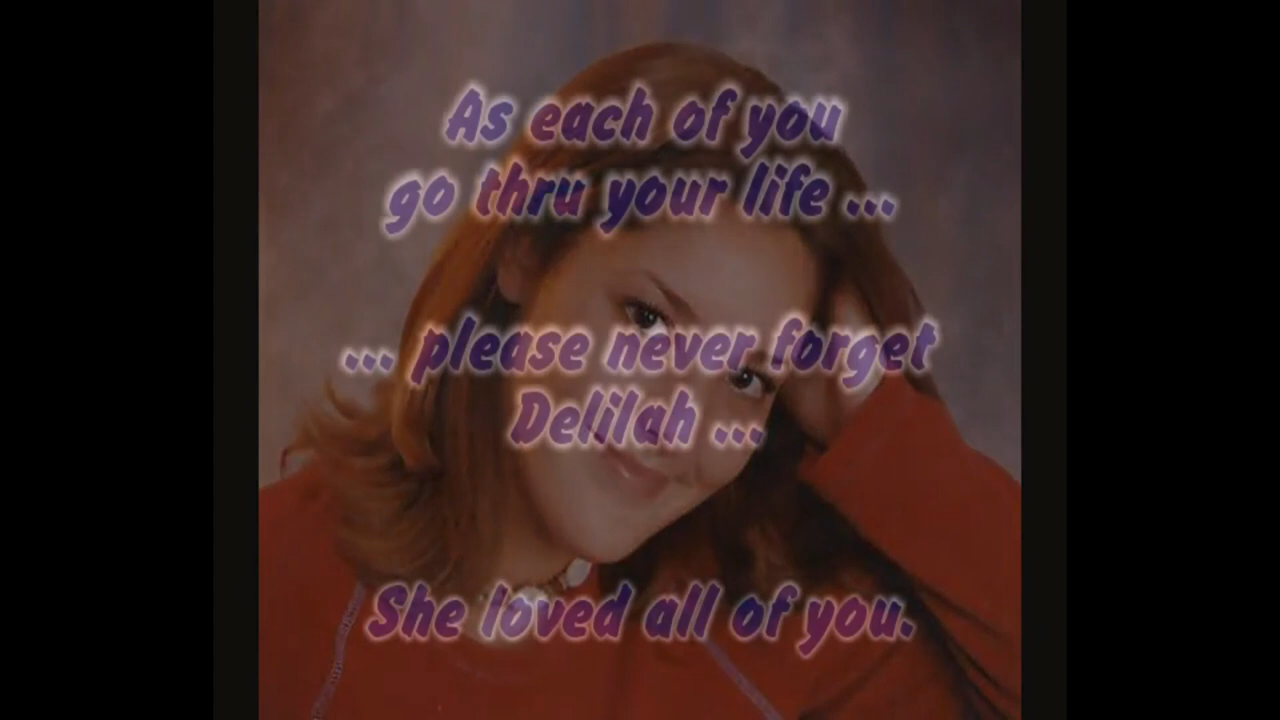 As each of you
go thru your life ...
... please never forget
Delilah ...
She loved all of you.